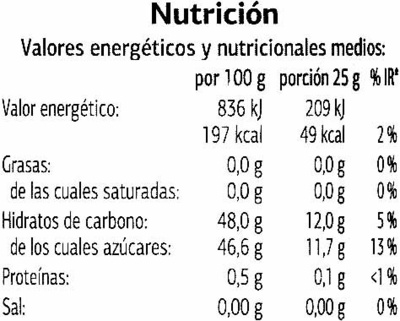 Nutrición
Valores energéticos y nutricionales medios:
por 100 g porción 25 g % IR*
Valor energético: 836 kJ 209 kJ
197 kcal 49 kcal 2 %
Grasas: 0,0 g 0,0 g 0 %
de las cuales saturadas: 0,0 g 0,0 g 0 %
Hidratos de carbono: 48,0 g 12,0 g 5 %
de los cuales azúcares: 46,6 g 11,7 g 13 %
Proteínas: 0,5 g 0,1 g <1 %
Sal: 0,00 g 0,00 g 0 %